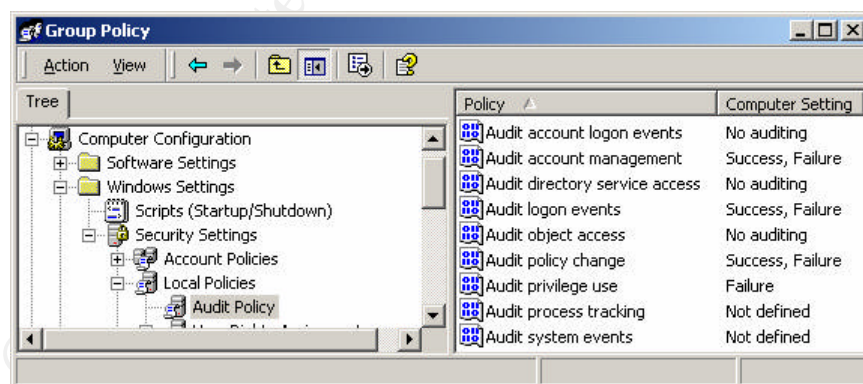 Group Policy
Action View
Tree
Computer Configuration
Software Settings
Windows Settings
Scripts (Startup/Shutdown)
Security Settings
Account Policies
Local Policies
Audit Policy
Policy Computer Setting
Audit account logon events No auditing
Audit account management Success, Failure
Audit directory service access No auditing
Audit logon events Success, Failure
Audit object access No auditing
Audit policy change Success, Failure
Audit privilege use Failure
Audit process tracking Not defined
Audit system events Not defined